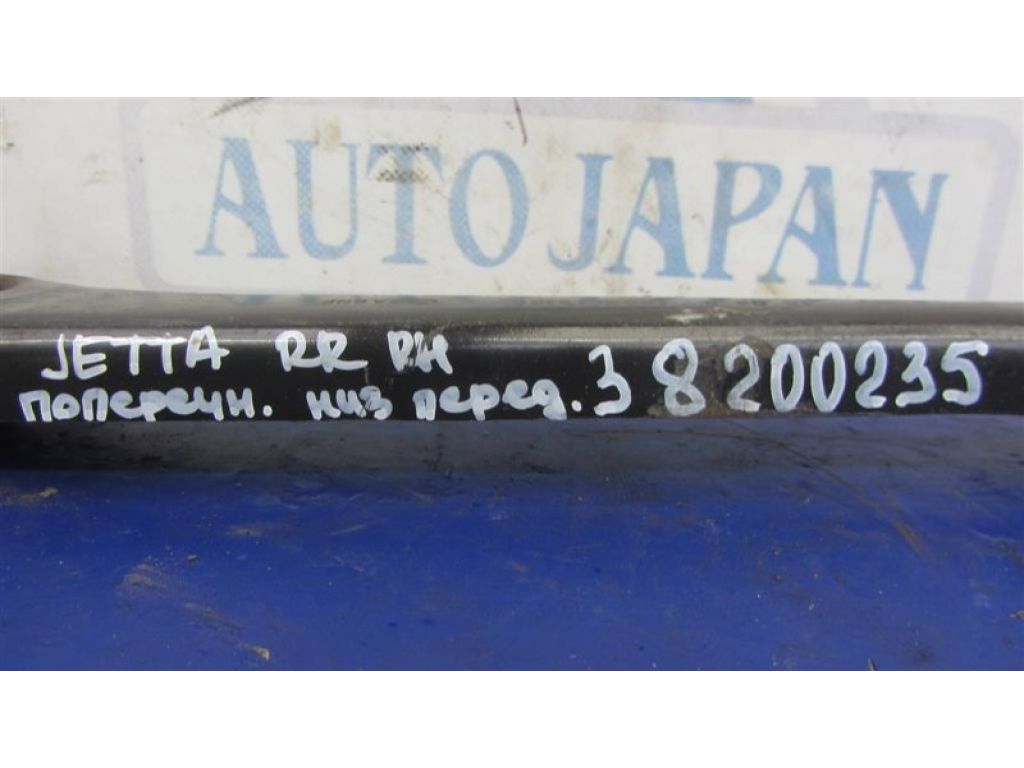 AUTO JAPAN
JETTA RR RH 38200235
поперечн. низ перед.